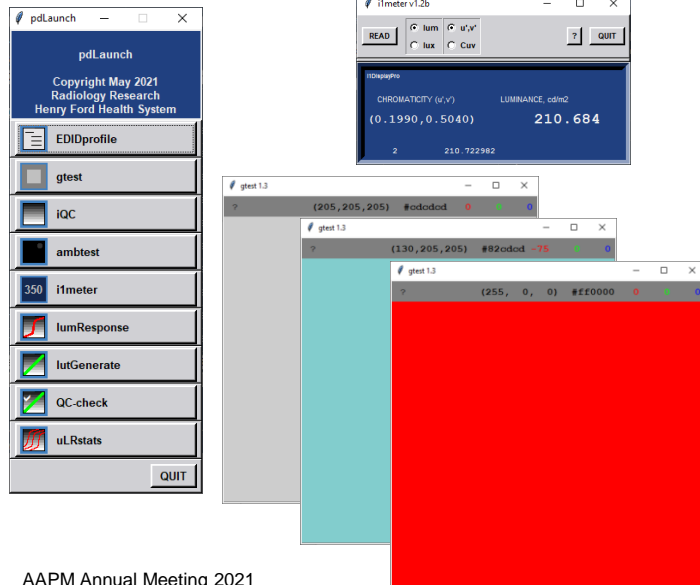 pdLaunch
pdLaunch
Copyright May 2021
Radiology Research
Henry Ford Health System
EDIDprofile
gtest
iQC
ambtest
350 i1meter
lumResponse
lutGenerate
QC-check
uLRstats
QUIT
i1meter v1.2b
READ
lum u',v'
lux Cuv
? QUIT
i1DisplayPro
CHROMATICITY (u',v') LUMINANCE, cd/m2
(0.1990,0.5040) 210.684
2 210.722982
gtest 1.3
? (205,205,205) #cdcdcd 0 0 0
gtest 1.3
? (130,205,205) #82cdcd -75 0 0
gtest 1.3
? (255, 0, 0) #ff0000 0 0 0
AAPM Annual Meeting 2021